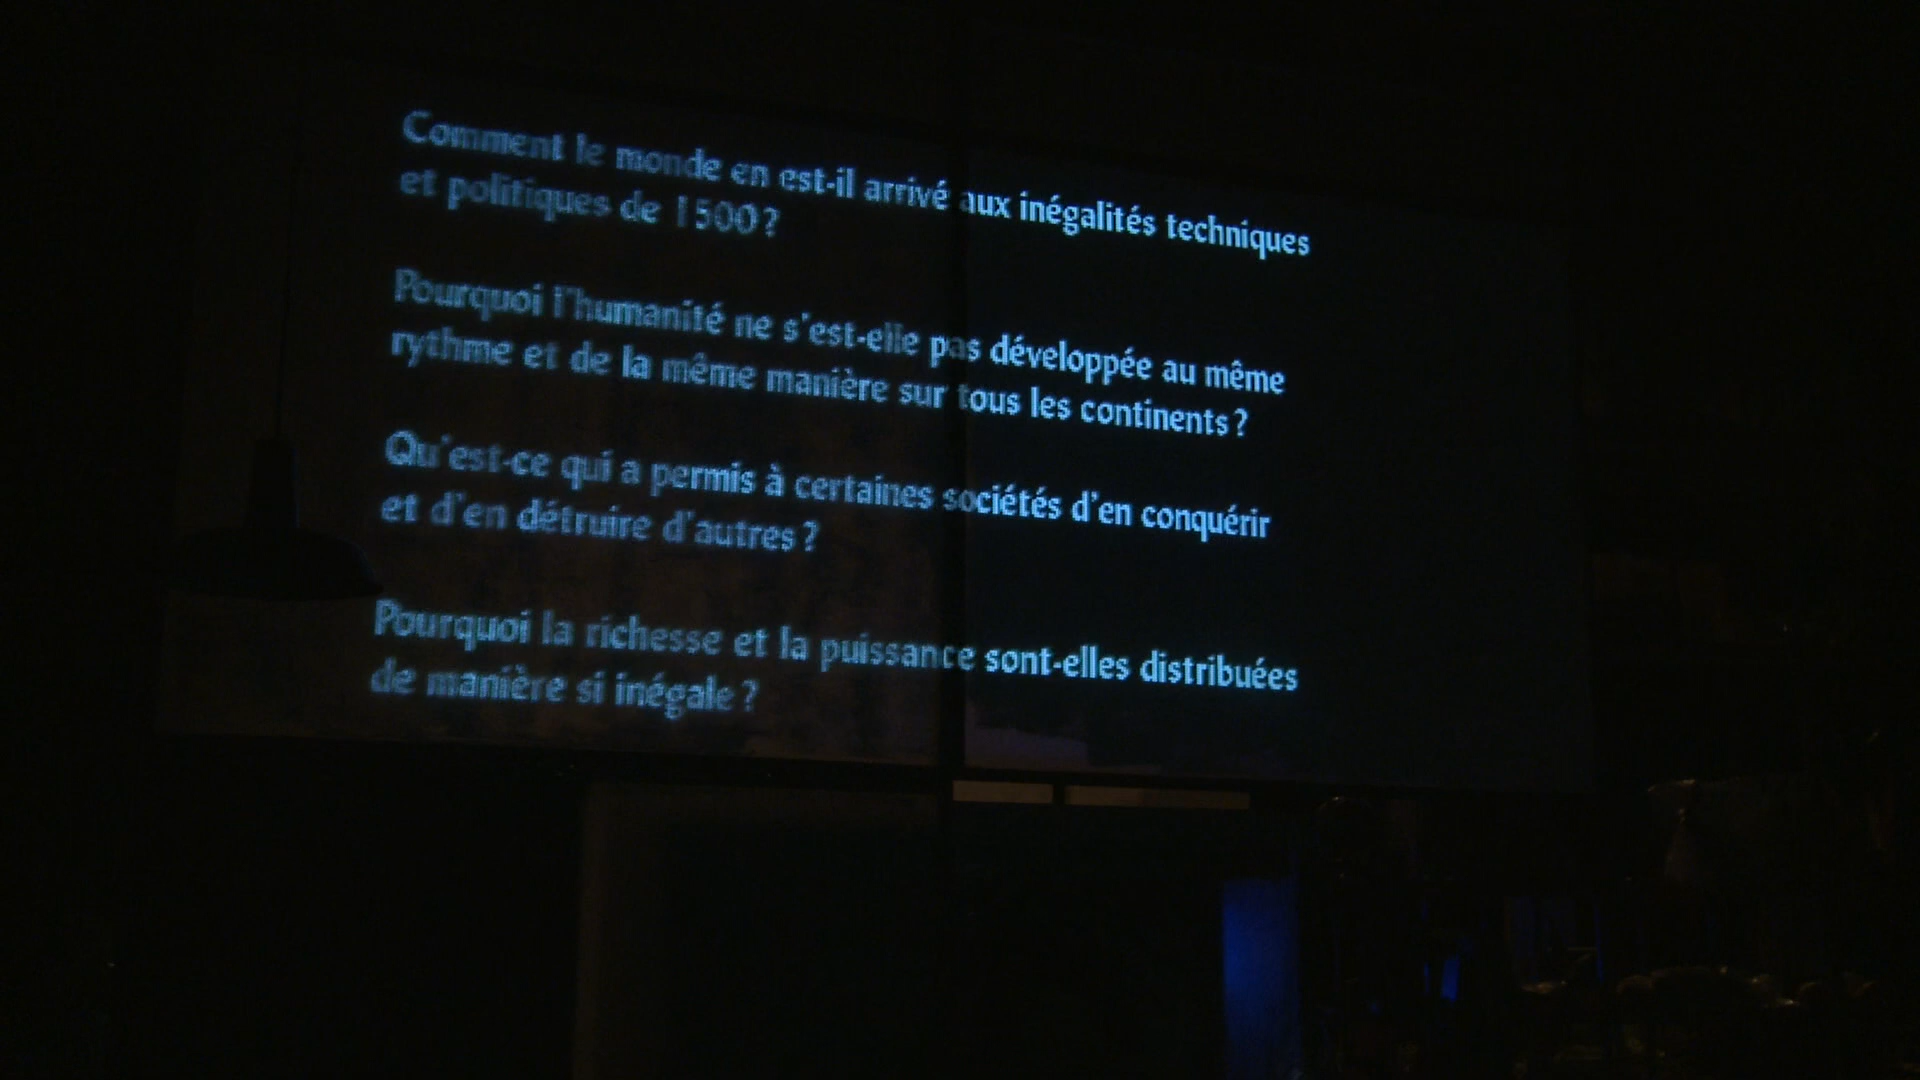 Comment le monde en est-il arrivé aux inégalités techniques
et politiques de 1500 ?
Pourquoi l'humanité ne s'est-elle pas développée au même
rythme et de la même manière sur tous les continents ?
Qu'est-ce qui a permis à certaines sociétés d'en conquérir
et d'en détruire d'autres ?
Pourquoi la richesse et la puissance sont-elles distribuées
de manière si inégale ?